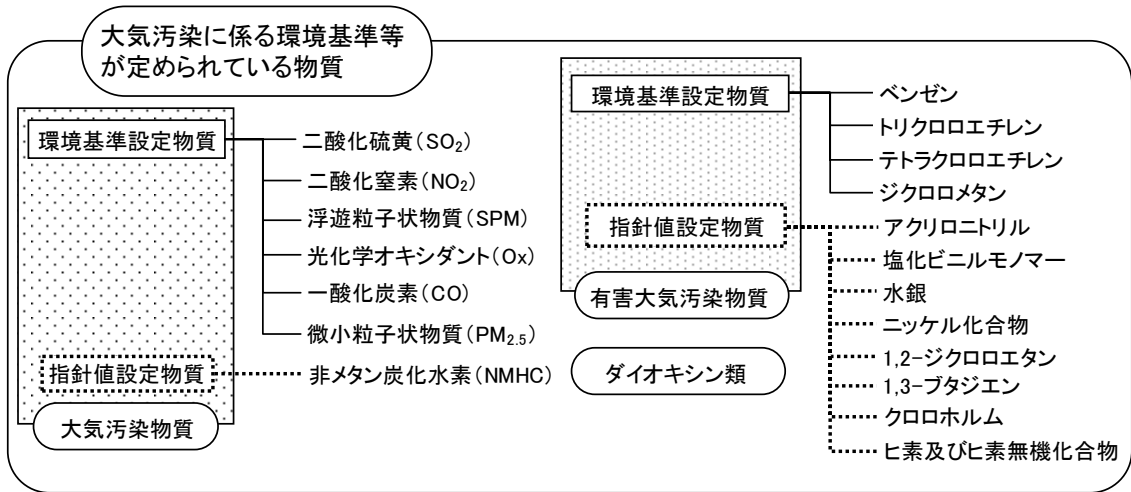 大気汚染に係る環境基準等
が定められている物質
環境基準設定物質
二酸化硫黄(SO₂)
二酸化窒素(NO₂)
浮遊粒子状物質(SPM)
光化学オキシダント(Ox)
一酸化炭素(CO)
微小粒子状物質(PM₂.₅)
指針値設定物質
非メタン炭化水素(NMHC)
大気汚染物質
環境基準設定物質
ベンゼン
トリクロロエチレン
テトラクロロエチレン
ジクロロメタン
指針値設定物質
アクリロニトリル
塩化ビニルモノマー
水銀
ニッケル化合物
1,2-ジクロロエタン
1,3-ブタジエン
クロロホルム
ヒ素及びヒ素無機化合物
有害大気汚染物質
ダイオキシン類